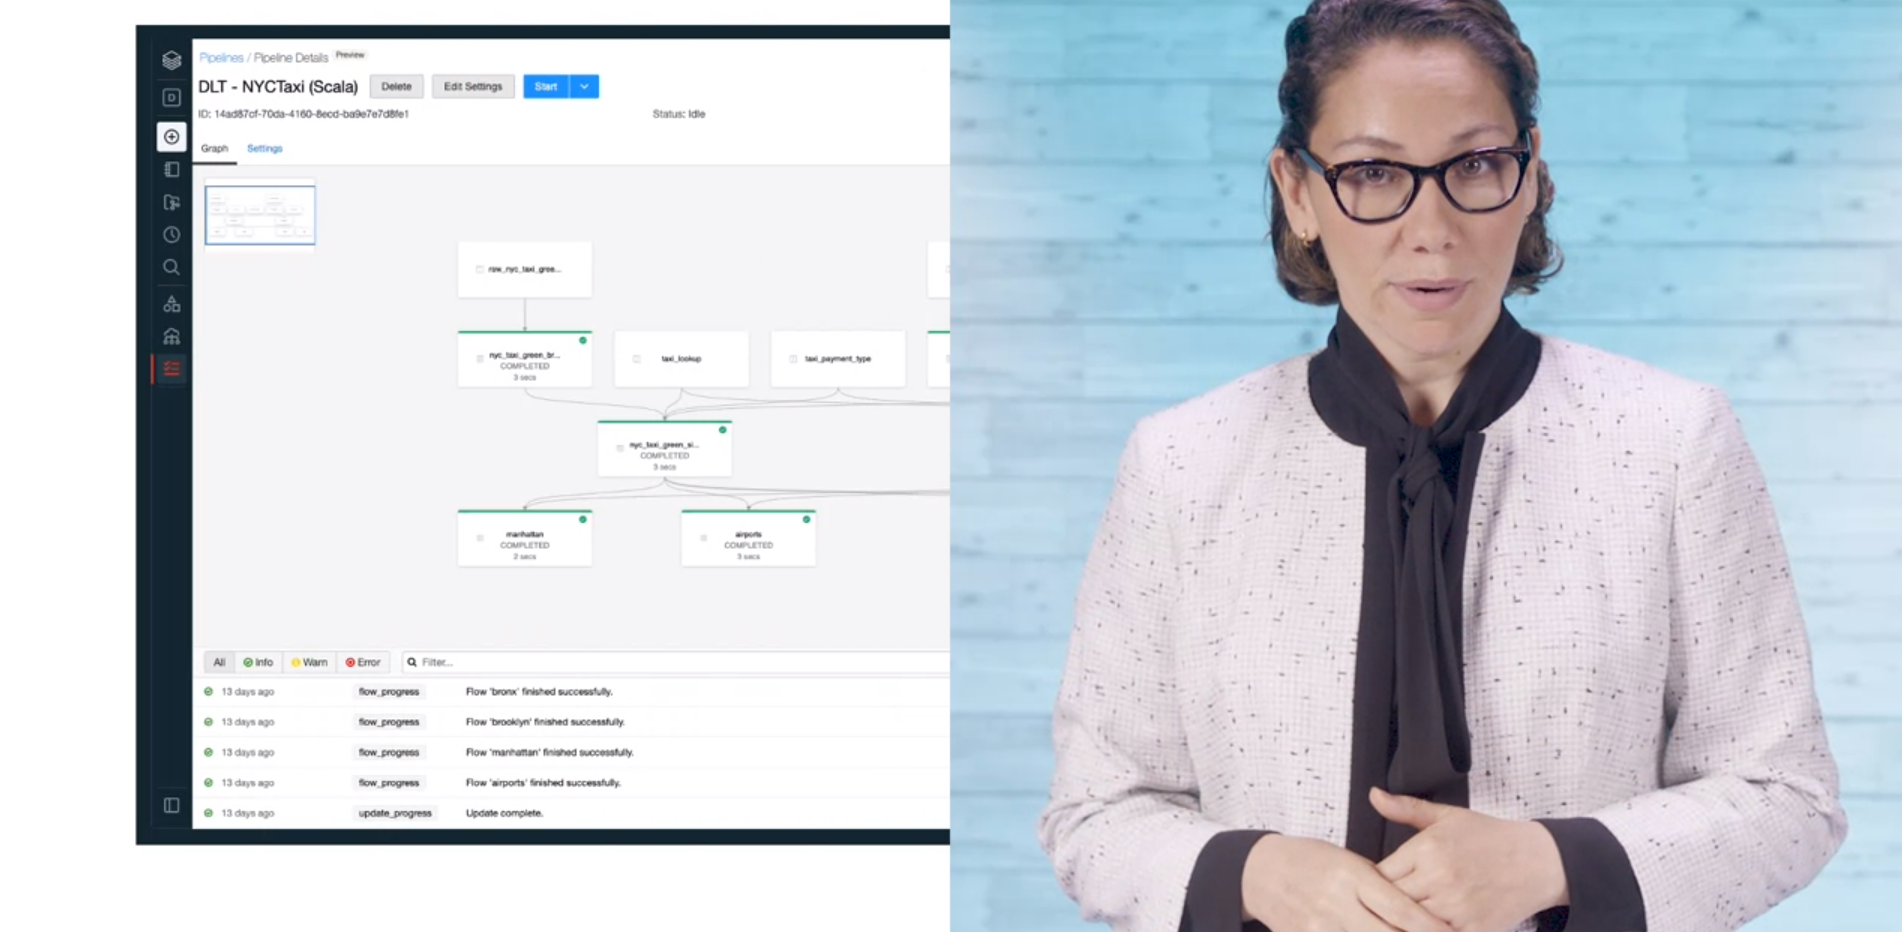 Pipelines / Pipeline Details Preview
DLT - NYCTaxi (Scala) Delete Edit Settings Start
ID: 14ad87cf-70da-4160-8ecd-ba9e7e7d8fe1 Status: Idle
Graph Settings
raw_nyc_taxi_gree...
nyc_taxi_green_br...
COMPLETED
3 secs
taxi_lookup
taxi_payment_type
nyc_taxi_green_si...
COMPLETED
3 secs
manhattan
COMPLETED
2 secs
airports
COMPLETED
3 secs
All Info Warn Error Filter...
13 days ago flow_progress Flow 'bronx' finished successfully.
13 days ago flow_progress Flow 'brooklyn' finished successfully.
13 days ago flow_progress Flow 'manhattan' finished successfully.
13 days ago flow_progress Flow 'airports' finished successfully.
13 days ago update_progress Update complete.